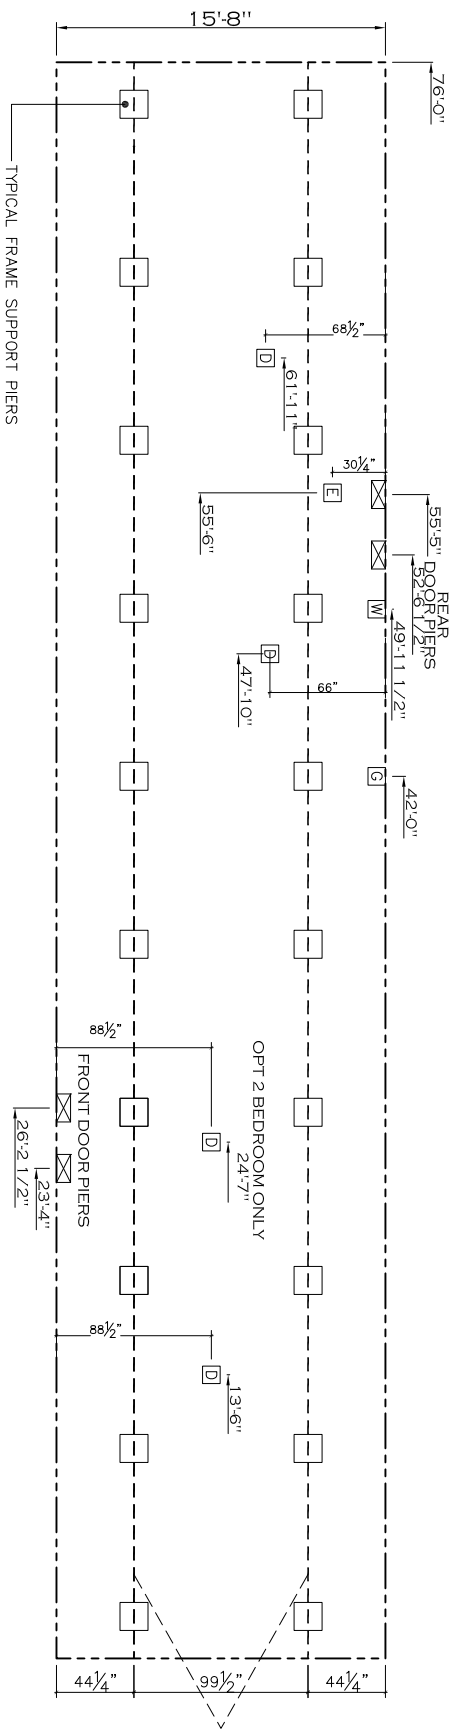 15'-8"
76'-0"
TYPICAL FRAME SUPPORT PIERS
68½"
D
61'-11"
30¼"
E
55'-6"
55'-5"
REAR
DOOR PIERS
52'-6 1/2"
W
49'-11 1/2"
D
47'-10"
66"
G
42'-0"
88½"
OPT 2 BEDROOM ONLY
24'-7"
D
FRONT DOOR PIERS
26'-2 1/2"
23'-4"
88½"
D
13'-6"
44¼"
99½"
44¼"